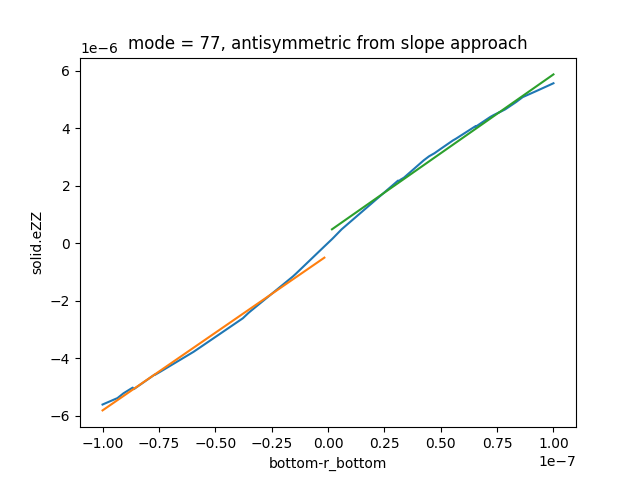 mode = 77, antisymmetric from slope approach
1e−6
6
4
2
0
−2
−4
−6
solid.eZZ
−1.00 −0.75 −0.50 −0.25 0.00 0.25 0.50 0.75 1.00
1e−7
bottom-r_bottom